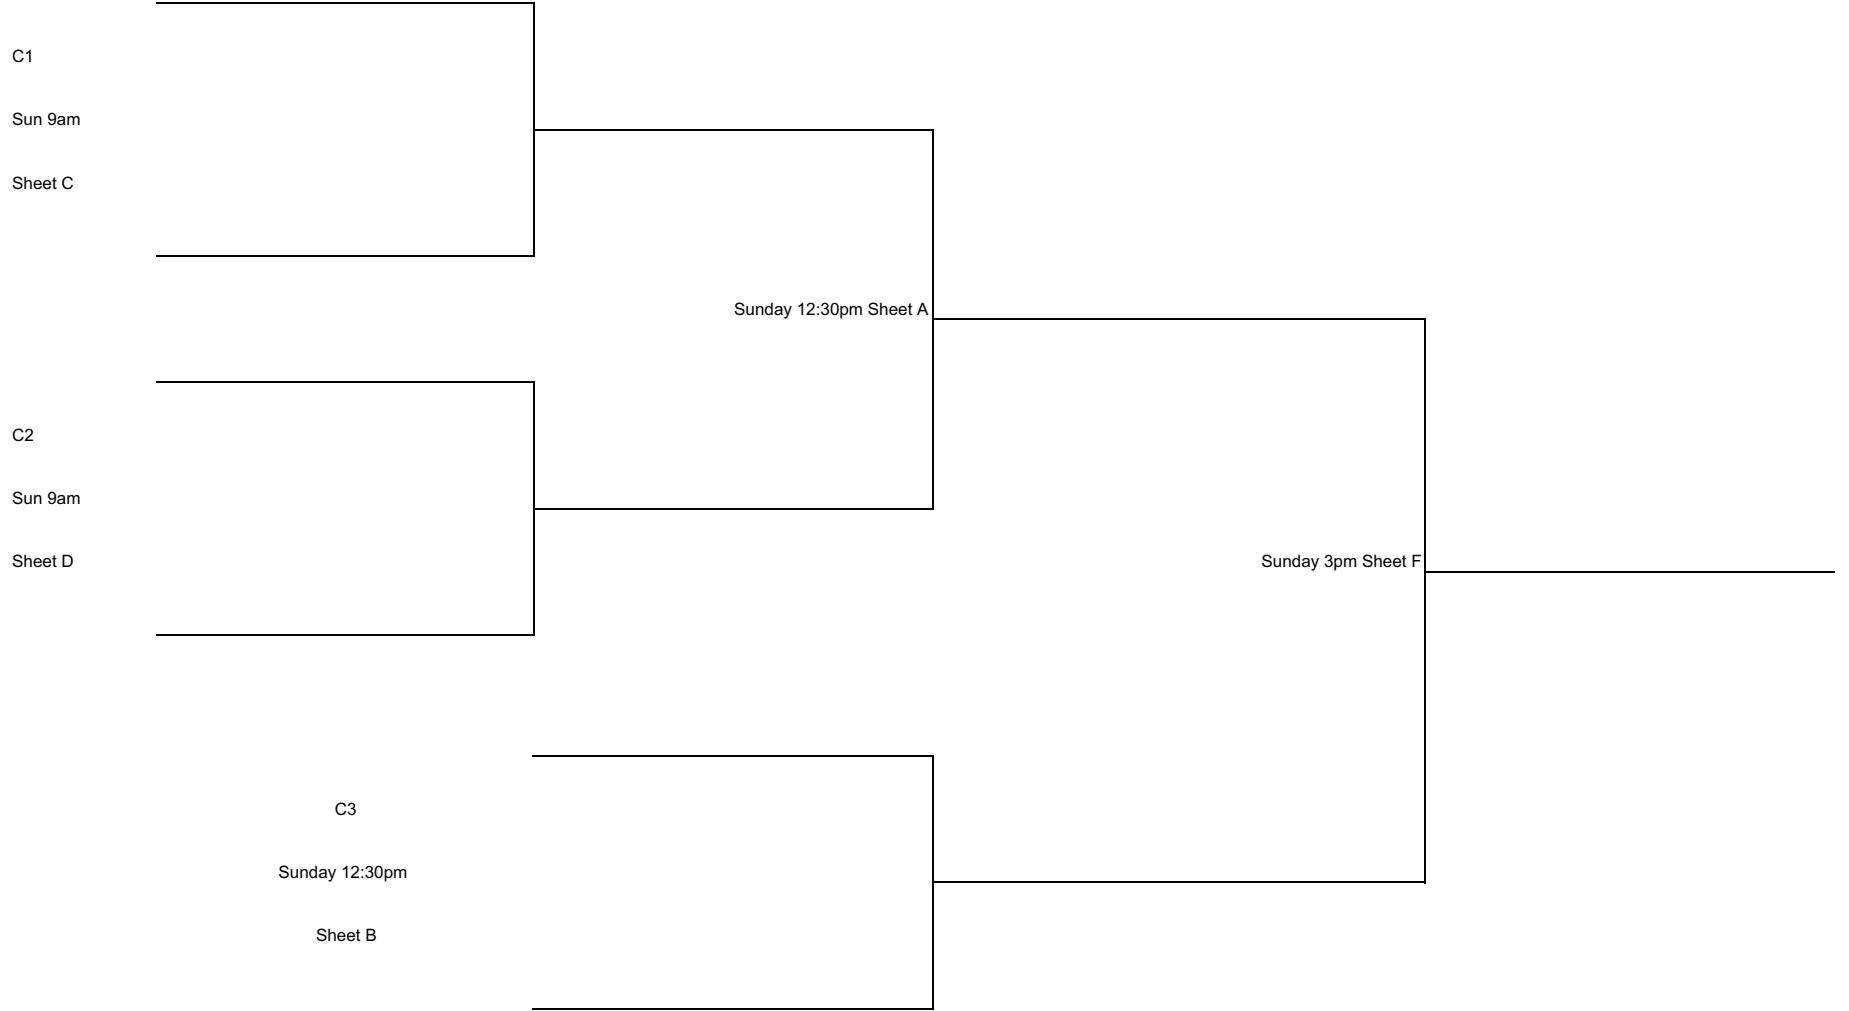 C1
Sun 9am
Sheet C
Sunday 12:30pm Sheet A
C2
Sun 9am
Sheet D
Sunday 3pm Sheet F
C3
Sunday 12:30pm
Sheet B